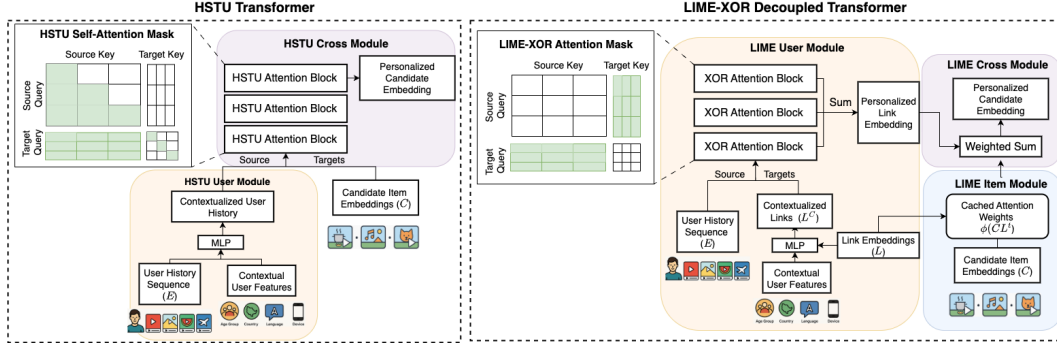 HSTU Transformer
HSTU Self-Attention Mask
Source Key
Target Key
Source
Query
Target
Query
HSTU Cross Module
HSTU Attention Block
HSTU Attention Block
HSTU Attention Block
Personalized
Candidate
Embedding
Source
Targets
HSTU User Module
Contextualized User
History
MLP
User History
Sequence
(E)
Contextual
User Features
Candidate Item
Embeddings (C)
Age Group
Country
Language
Device
LIME-XOR Decoupled Transformer
LIME-XOR Attention Mask
Source Key
Target Key
Source
Query
Target
Query
LIME User Module
XOR Attention Block
XOR Attention Block
XOR Attention Block
Sum
Personalized
Link
Embedding
Source
Targets
User History
Sequence
(E)
Contextualized
Links (L^C)
MLP
Contextual
User Features
Link Embeddings
(L)
Age Group
Country
Language
Device
LIME Cross Module
Personalized
Candidate
Embedding
Weighted Sum
LIME Item Module
Cached Attention
Weights
ϕ(CL^t)
Candidate Item
Embeddings (C)